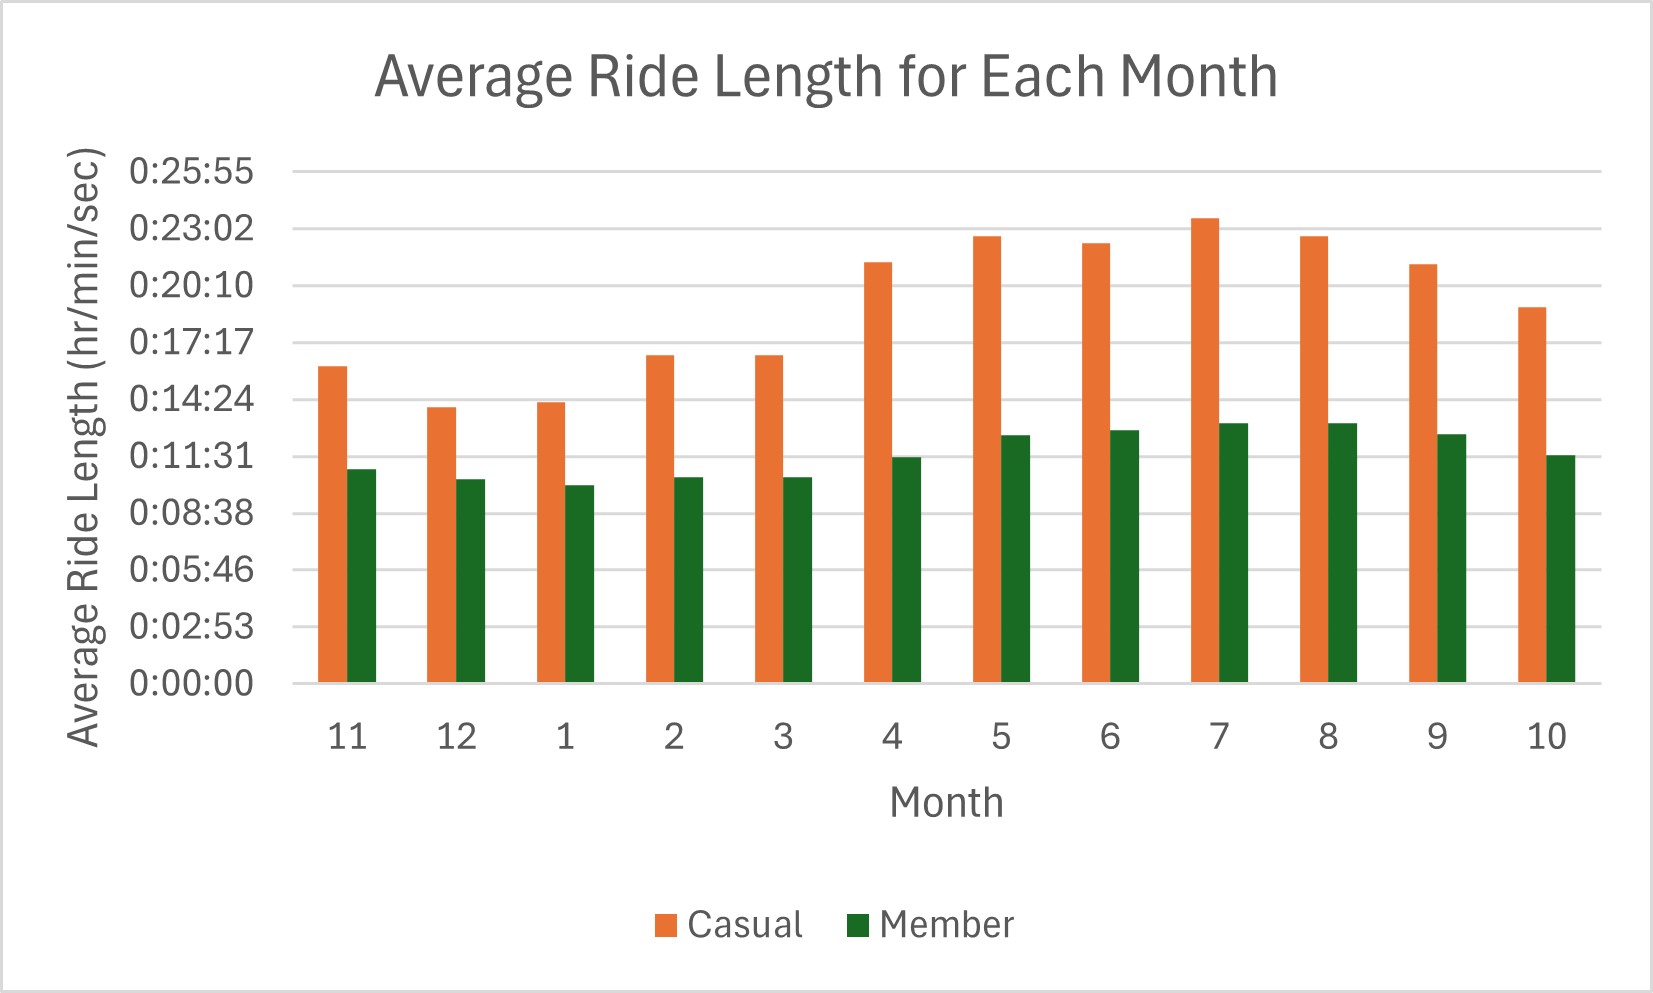 Average Ride Length for Each Month
Average Ride Length (hr/min/sec)
0:25:55
0:23:02
0:20:10
0:17:17
0:14:24
0:11:31
0:08:38
0:05:46
0:02:53
0:00:00
11 12 1 2 3 4 5 6 7 8 9 10
Month
Casual Member